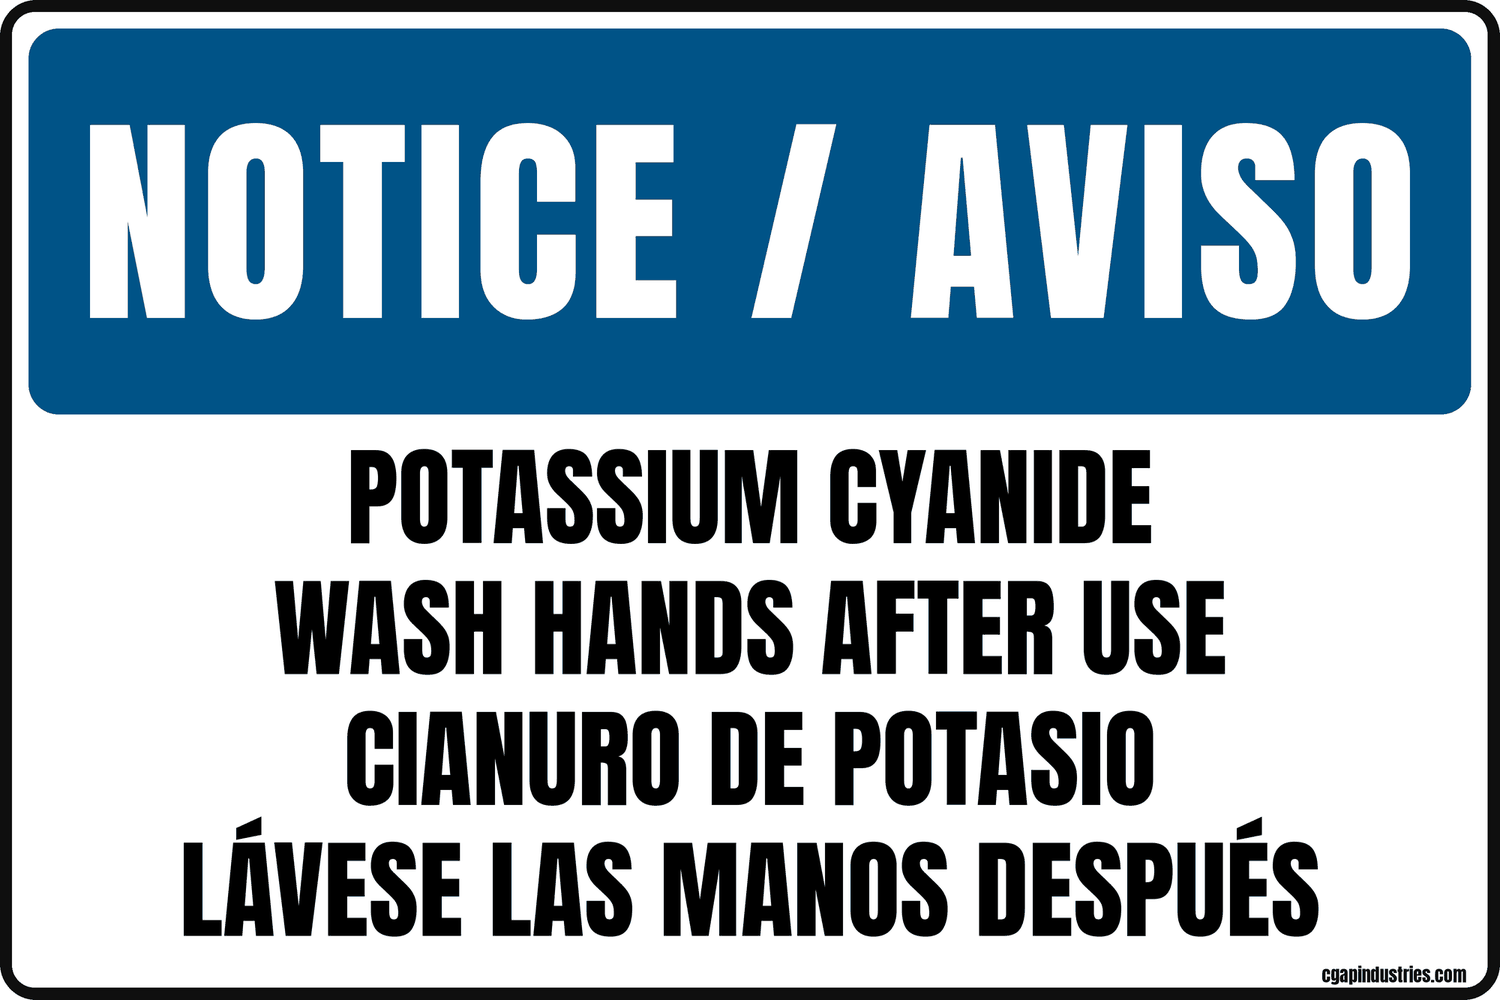 NOTICE / AVISO
POTASSIUM CYANIDE
WASH HANDS AFTER USE
CIANURO DE POTASIO
LÁVESE LAS MANOS DESPUÉS
cgapindustries.com